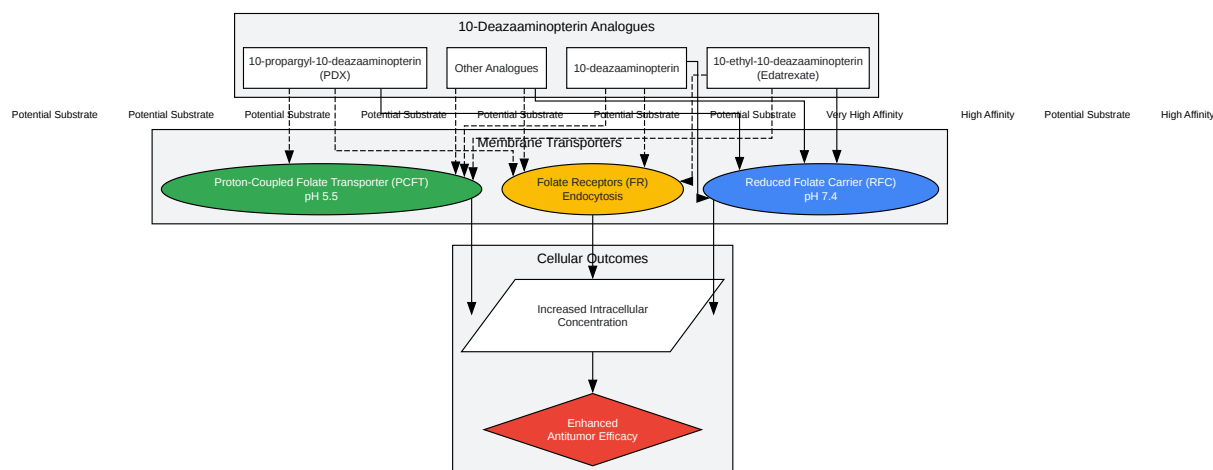 10-Deazaaminopterin Analogues
10-propargyl-10-deazaaminopterin
(PDX)
Other Analogues
10-deazaaminopterin
10-ethyl-10-deazaaminopterin
(Edatrexate)
Potential Substrate
Potential Substrate
Potential Substrate
Potential Substrate
Potential Substrate
Potential Substrate
Potential Substrate
Very High Affinity
High Affinity
Potential Substrate
High Affinity
Membrane Transporters
Proton-Coupled Folate Transporter (PCFT)
pH 5.5
Folate Receptors (FR)
Endocytosis
Reduced Folate Carrier (RFC)
pH 7.4
Cellular Outcomes
Increased Intracellular
Concentration
Enhanced
Antitumor Efficacy